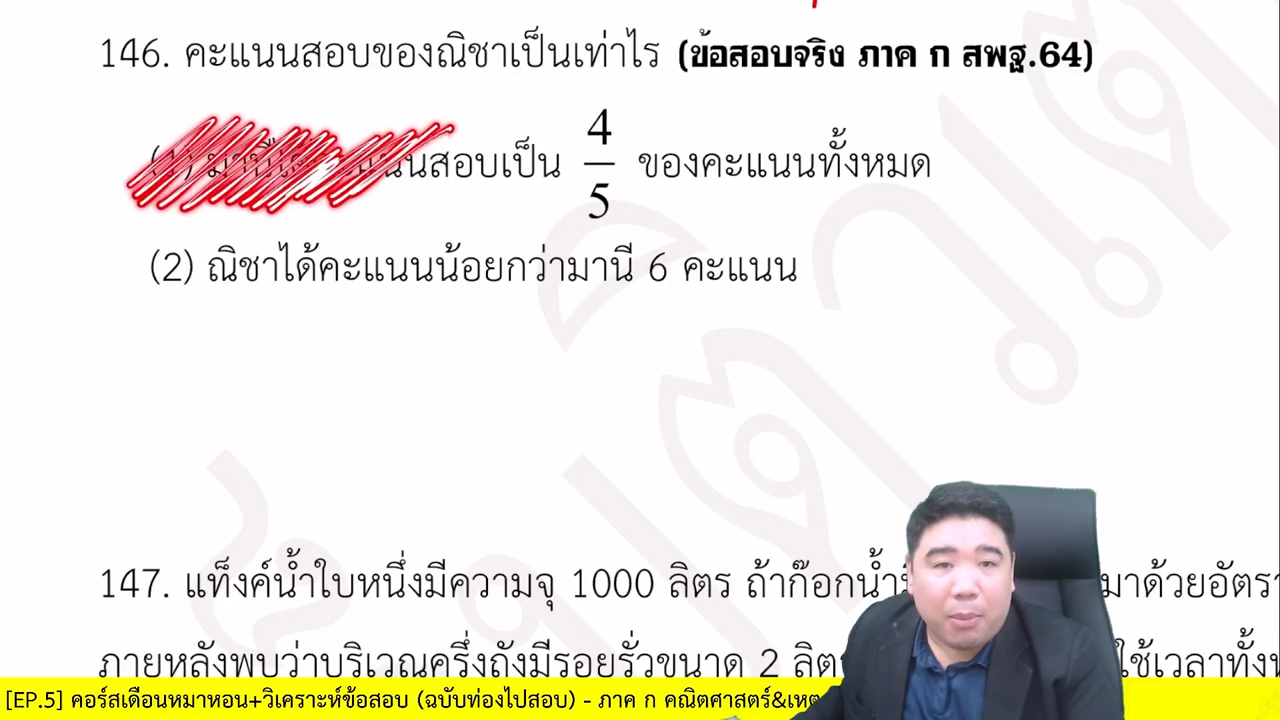 146. คะแนนสอบของณิชาเป็นเท่าไร (ข้อสอบจริง ภาค ก สพฐ.64)
สอบเป็น 4/5 ของคะแนนทั้งหมด
(2) ณิชาได้คะแนนน้อยกว่ามานี 6 คะแนน
147. แท็งค์น้ำใบหนึ่งมีความจุ 1000 ลิตร ถ้าก๊อกน้ำ มาด้วยอัตรา
ภายหลังพบว่าบริเวณครึ่งถังมีรอยรั่วขนาด 2 ใช้เวลา
[EP.5] คอร์สเดือนหมาหอน+วิเคราะห์ข้อสอบ (ฉบับท่องไปสอบ) - ภาค ก คณิตศาสตร์&